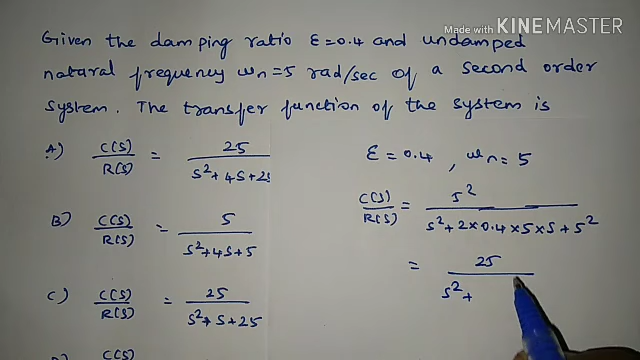 Made with KINEMASTER
Given the damping ratio ε=0.4 and undamped
natural frequency ωn=5 rad/sec of a second order
system. The transfer function of the system is
A) C(S)/R(S) = 25/(S²+4S+25
B) C(S)/R(S) = 5/(S²+4S+5)
C) C(S)/R(S) = 25/(S²+S+25)
C(S)
ε=0.4, ωn=5
C(S)/R(S) = 5²/(S²+2×0.4×5×S+5²)
= 25/(S²+